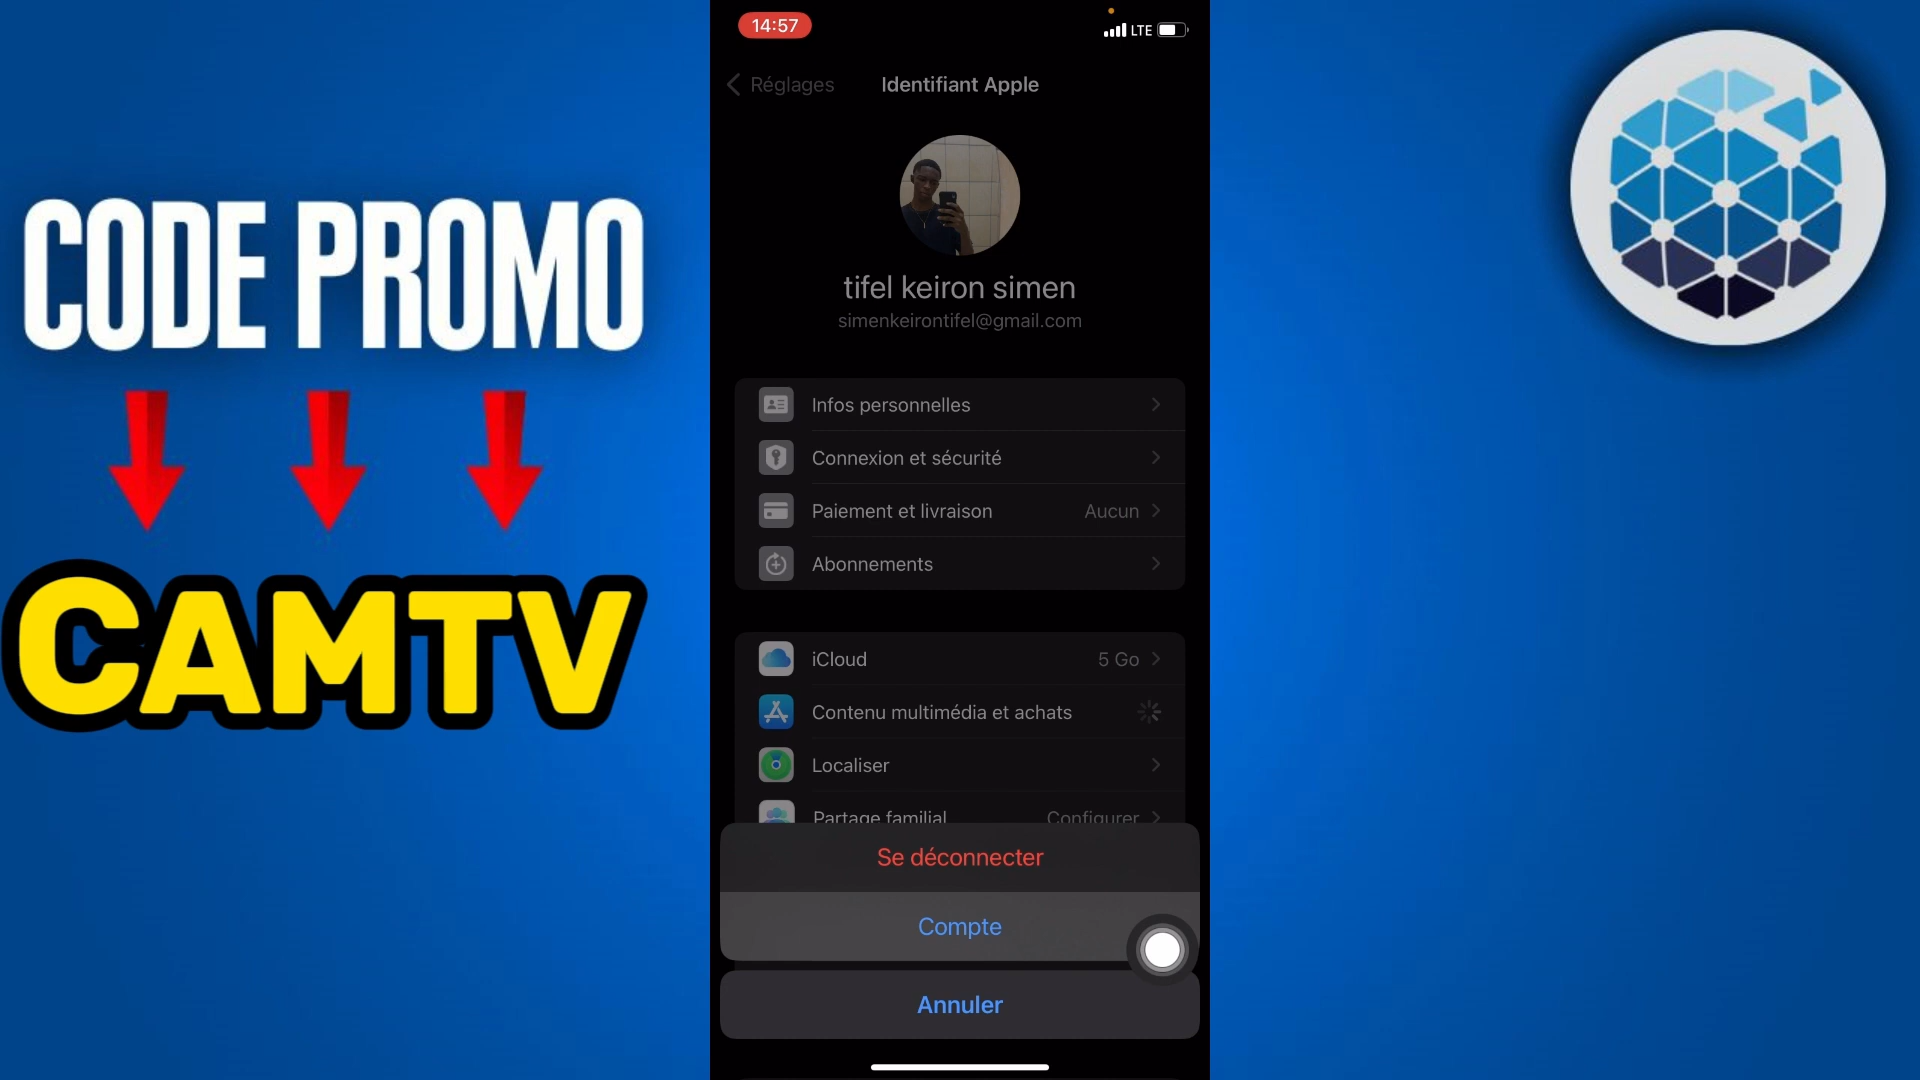 CODE PROMO
CAMTV
14:57
LTE
Réglages
Identifiant Apple
tifel keiron simen
simenkeirontifel@gmail.com
Infos personnelles
Connexion et sécurité
Paiement et livraison Aucun
Abonnements
iCloud 5 Go
Contenu multimédia et achats
Localiser
Partage familial Configurer
Se déconnecter
Compte
Annuler